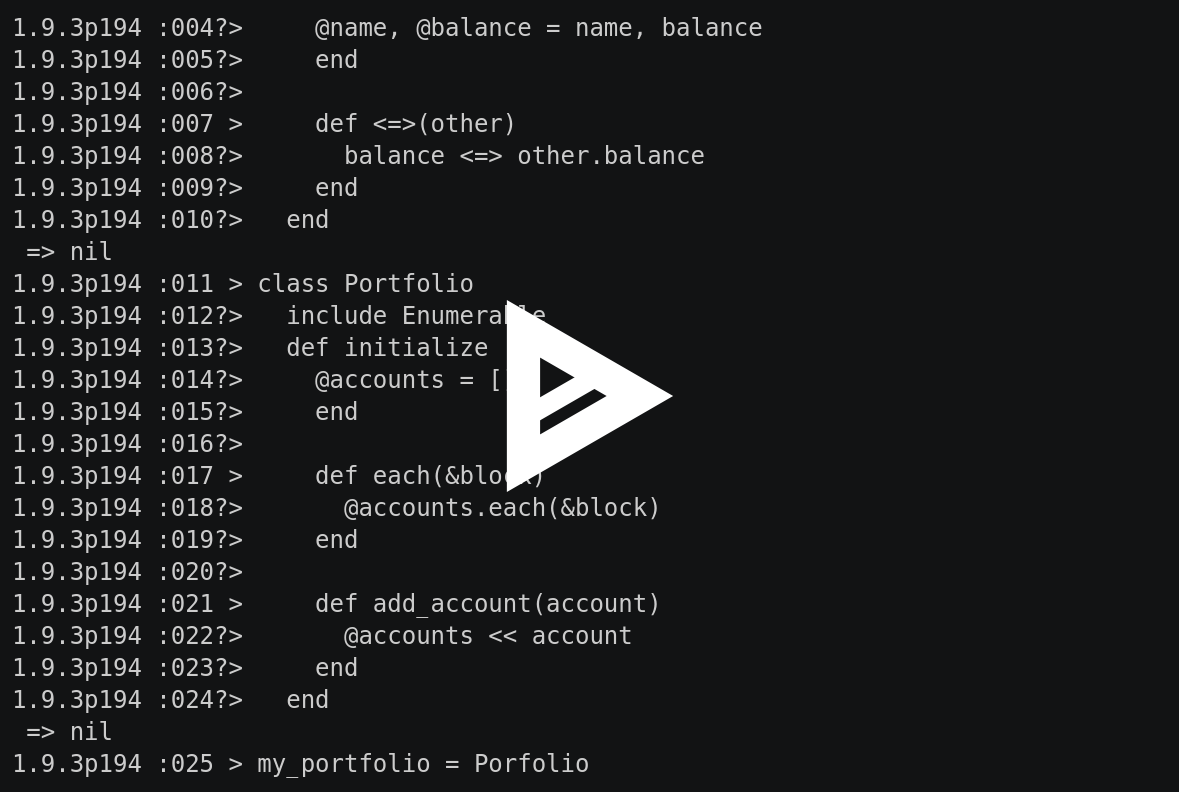 1.9.3p194 :004?>     @name, @balance = name, balance
1.9.3p194 :005?>     end
1.9.3p194 :006?>
1.9.3p194 :007 >     def <=>(other)
1.9.3p194 :008?>       balance <=> other.balance
1.9.3p194 :009?>     end
1.9.3p194 :010?>   end
 => nil
1.9.3p194 :011 > class Portfolio
1.9.3p194 :012?>   include Enumerable
1.9.3p194 :013?>   def initialize
1.9.3p194 :014?>     @accounts = [
1.9.3p194 :015?>     end
1.9.3p194 :016?>
1.9.3p194 :017 >     def each(&block)
1.9.3p194 :018?>       @accounts.each(&block)
1.9.3p194 :019?>     end
1.9.3p194 :020?>
1.9.3p194 :021 >     def add_account(account)
1.9.3p194 :022?>       @accounts << account
1.9.3p194 :023?>     end
1.9.3p194 :024?>   end
 => nil
1.9.3p194 :025 > my_portfolio = Porfolio